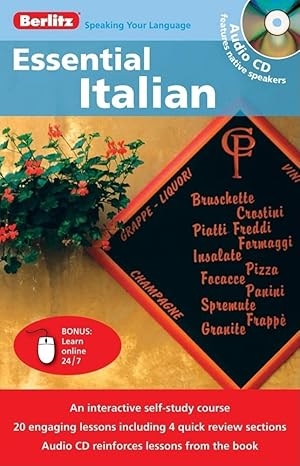 Berlitz
Speaking Your Language
Audio CD
features native speakers
Essential
Italian
GRAPPE - LIQUORI
VINI
CHAMPAGNE
Bruschette
Crostini
Piatti Freddi
Formaggi
Insalate
Pizza
Focacce
Panini
Spremute
Frappè
Granite
BONUS:
Learn
online
24/7
An interactive self-study course
20 engaging lessons including 4 quick review sections
Audio CD reinforces lessons from the book